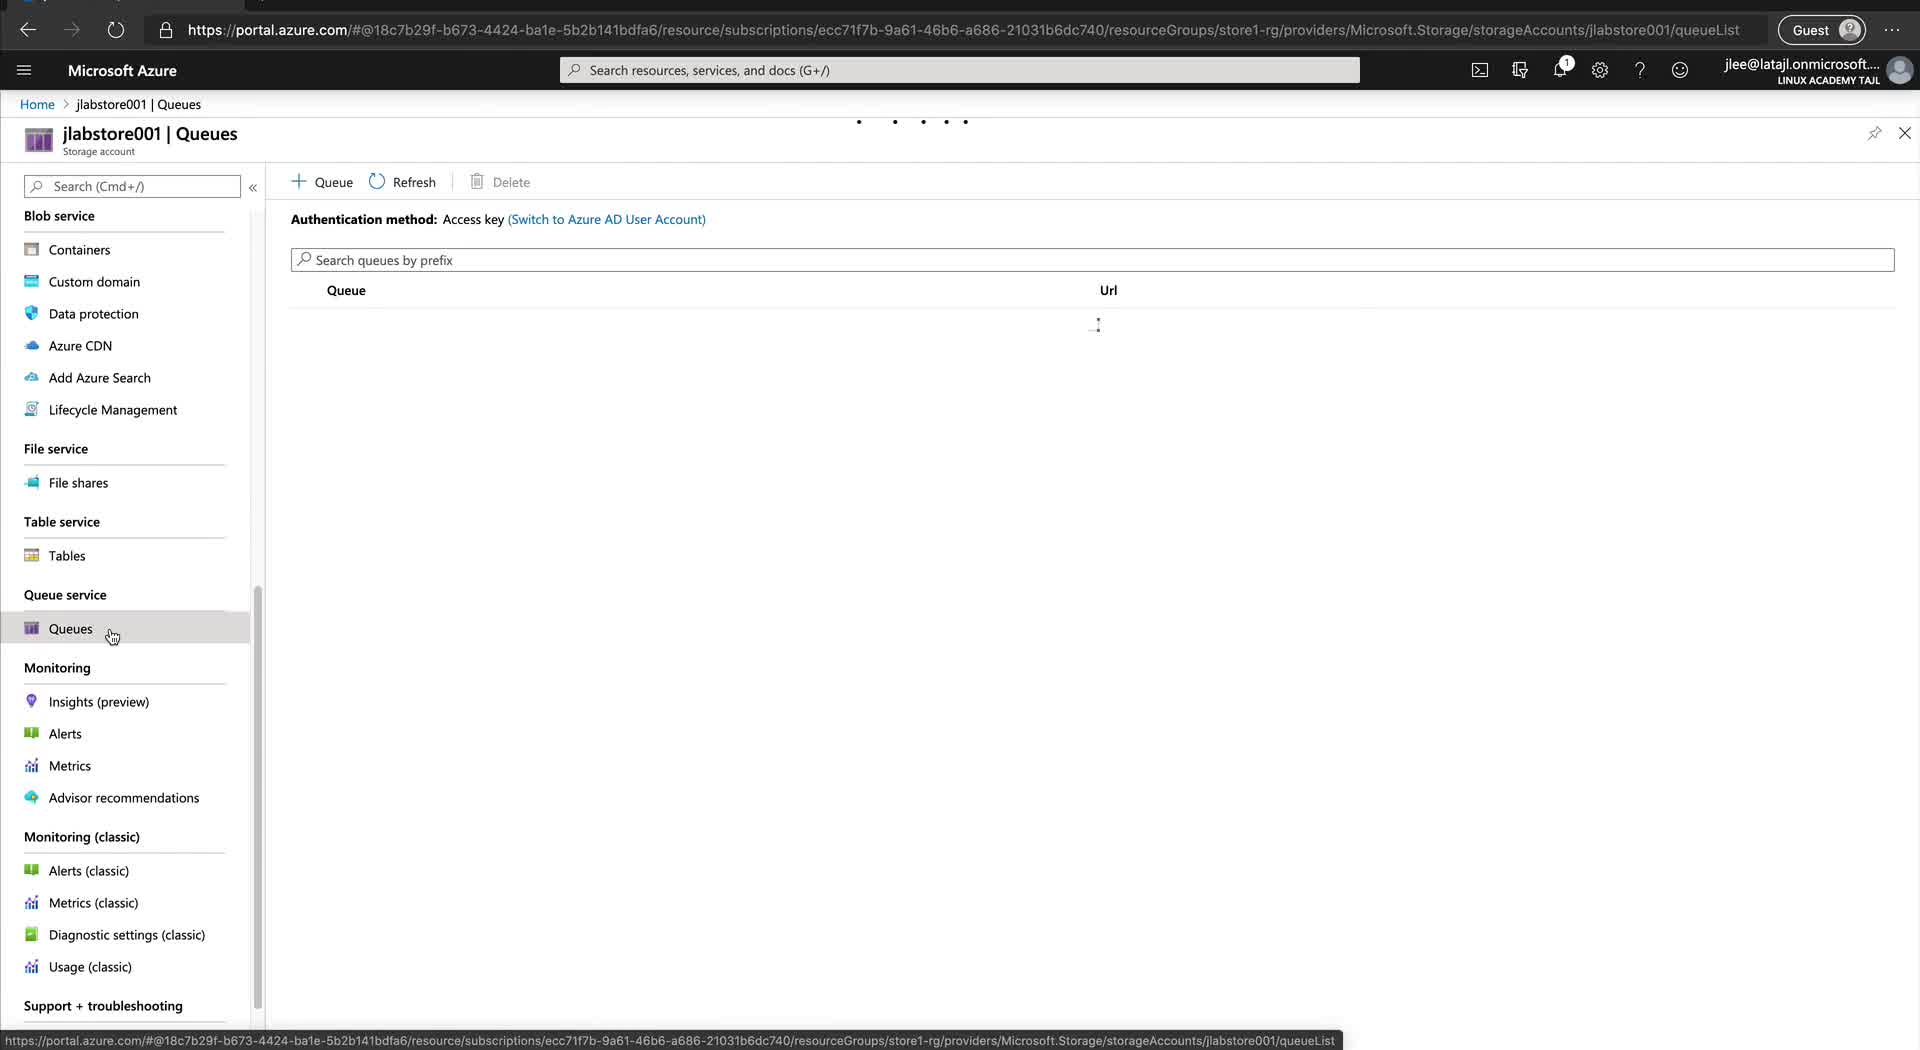 https://portal.azure.com/#@18c7b29f-b673-4424-ba1e-5b2b141bdfa6/resource/subscriptions/ecc71f7b-9a61-46b6-a686-21031b6dc740/resourceGroups/store1-rg/providers/Microsoft.Storage/storageAccounts/jlabstore001/queueList
Guest
Microsoft Azure
Search resources, services, and docs (G+/)
1
jlee@latajl.onmicrosoft....
LINUX ACADEMY TAJL
Home > jlabstore001 | Queues
jlabstore001 | Queues
Storage account
Search (Cmd+/)
«
Queue
Refresh
Delete
Authentication method: Access key (Switch to Azure AD User Account)
Search queues by prefix
Queue
Url
Blob service
Containers
Custom domain
Data protection
Azure CDN
Add Azure Search
Lifecycle Management
File service
File shares
Table service
Tables
Queue service
Queues
Monitoring
Insights (preview)
Alerts
Metrics
Advisor recommendations
Monitoring (classic)
Alerts (classic)
Metrics (classic)
Diagnostic settings (classic)
Usage (classic)
Support + troubleshooting
https://portal.azure.com/#@18c7b29f-b673-4424-ba1e-5b2b141bdfa6/resource/subscriptions/ecc71f7b-9a61-46b6-a686-21031b6dc740/resourceGroups/store1-rg/providers/Microsoft.Storage/storageAccounts/jlabstore001/queueList